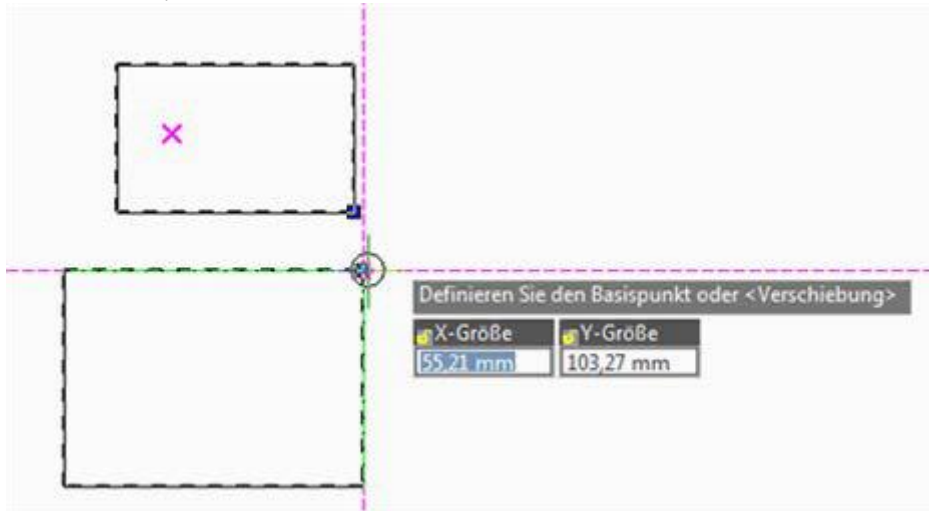 Definieren Sie den Basispunkt oder <Verschiebung>
X-Größe Y-Größe
55,21 mm 103,27 mm